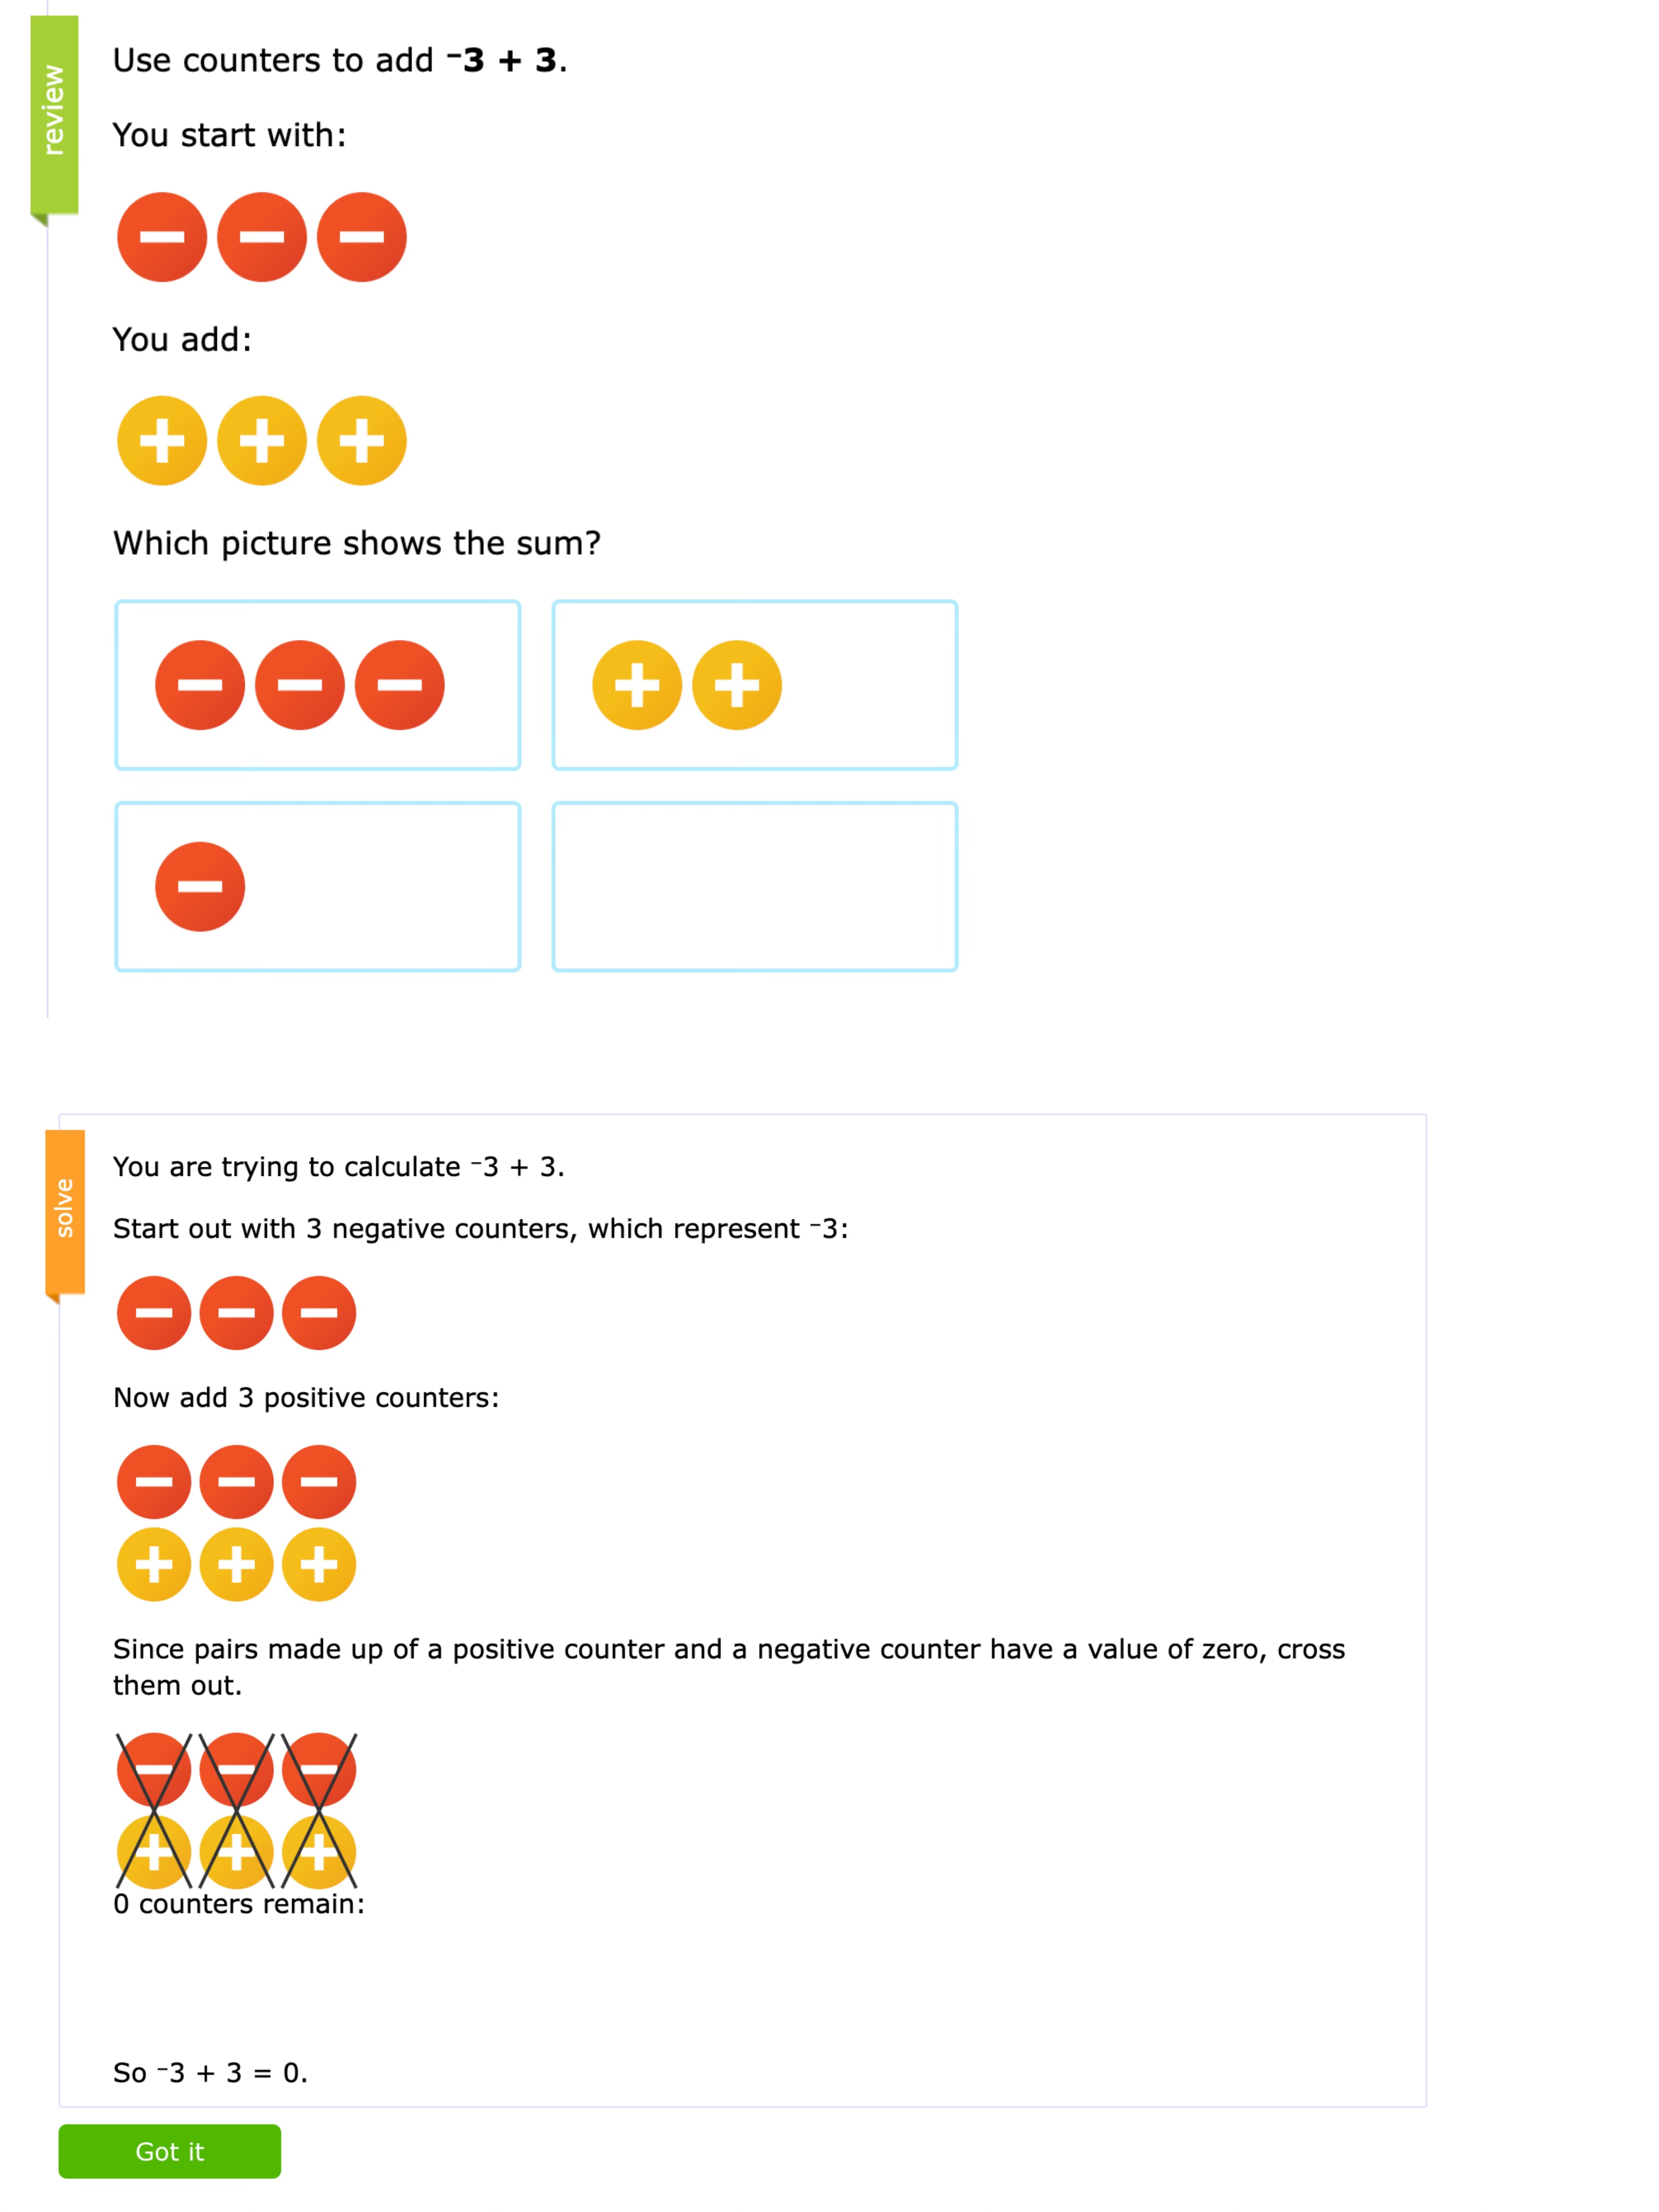 review
Use counters to add ⁻3 + 3.
You start with:
You add:
Which picture shows the sum?
solve
You are trying to calculate ⁻3 + 3.
Start out with 3 negative counters, which represent ⁻3:
Now add 3 positive counters:
Since pairs made up of a positive counter and a negative counter have a value of zero, cross
them out.
0 counters remain:
So ⁻3 + 3 = 0.
Got it